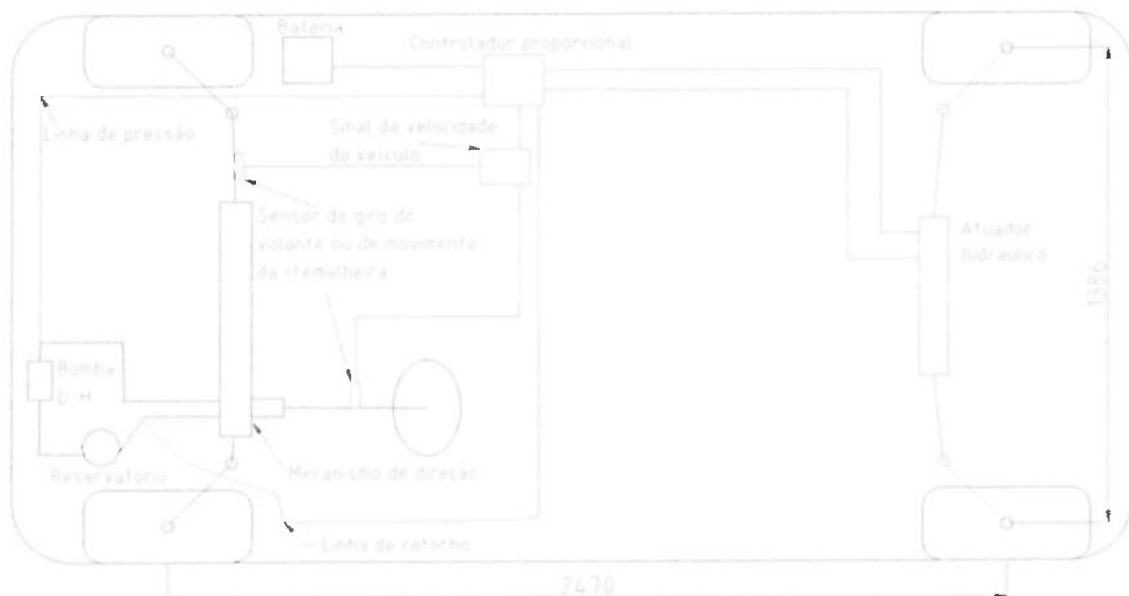 Bateria
Controlador proporcional
Linha de pressão
Sinal da velocidade
do veículo
Sensor de giro do
volante ou de movimento
da cremalheira
Atuador
hidráulico
1386
Bomba
D-H
Reservatório
Mecanismo de direção
Linha de retorno
2470